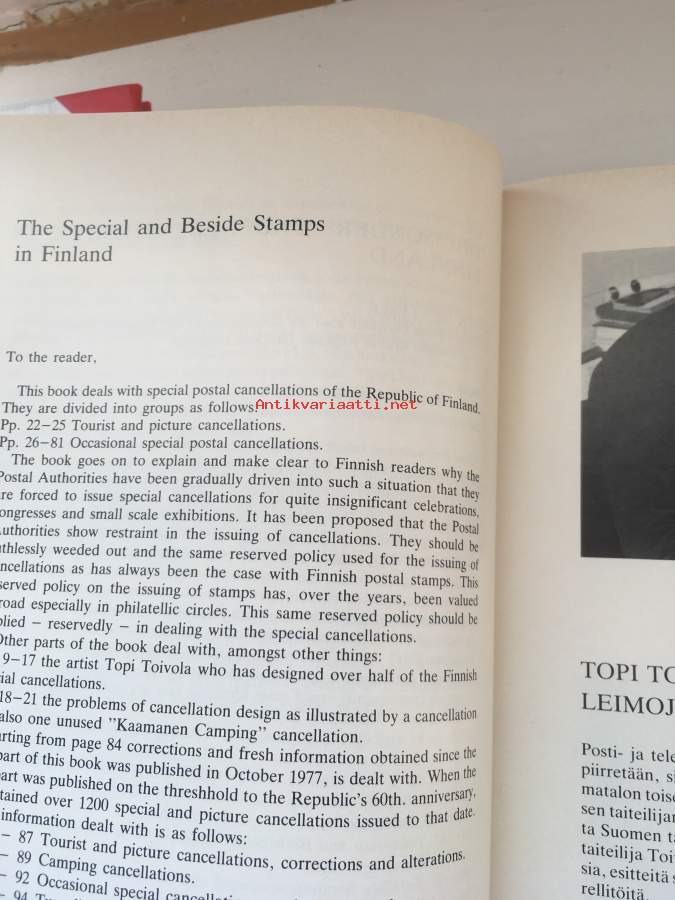 The Special and Beside Stamps
in Finland
To the reader,
This book deals with special postal cancellations of the Republic of Finland.
They are divided into groups as follows:
Antikvariaatti.net
Pp. 22–25 Tourist and picture cancellations.
Pp. 26–81 Occasional special postal cancellations.
The book goes on to explain and make clear to Finnish readers why the
Postal Authorities have been gradually driven into such a situation that they
re forced to issue special cancellations for quite insignificant celebrations,
ongresses and small scale exhibitions. It has been proposed that the Postal
uthorities show restraint in the issuing of cancellations. They should be
uthlessly weeded out and the same reserved policy used for the issuing of
ncellations as has always been the case with Finnish postal stamps. This
served policy on the issuing of stamps has, over the years, been valued
road especially in philatellic circles. This same reserved policy should be
plied – reservedly – in dealing with the special cancellations.
Other parts of the book deal with, amongst other things:
9–17 the artist Topi Toivola who has designed over half of the Finnish
ial cancellations.
18–21 the problems of cancellation design as illustrated by a cancellation
also one unused "Kaamanen Camping" cancellation.
arting from page 84 corrections and fresh information obtained since the
part of this book was published in October 1977, is dealt with. When the
art was published on the threshhold to the Republic's 60th. anniversary,
tained over 1200 special and picture cancellations issued to that date.
information dealt with is as follows:
– 87 Tourist and picture cancellations, corrections and alterations.
– 89 Camping cancellations.
– 92 Occasional special
– 94
TOPI TO
LEIMOJ
Posti- ja tele
piirretään, si
matalon toise
sen taiteilijan
ta Suomen ta
taiteilija Toi
sia, esitteitä s
rellitöitä.